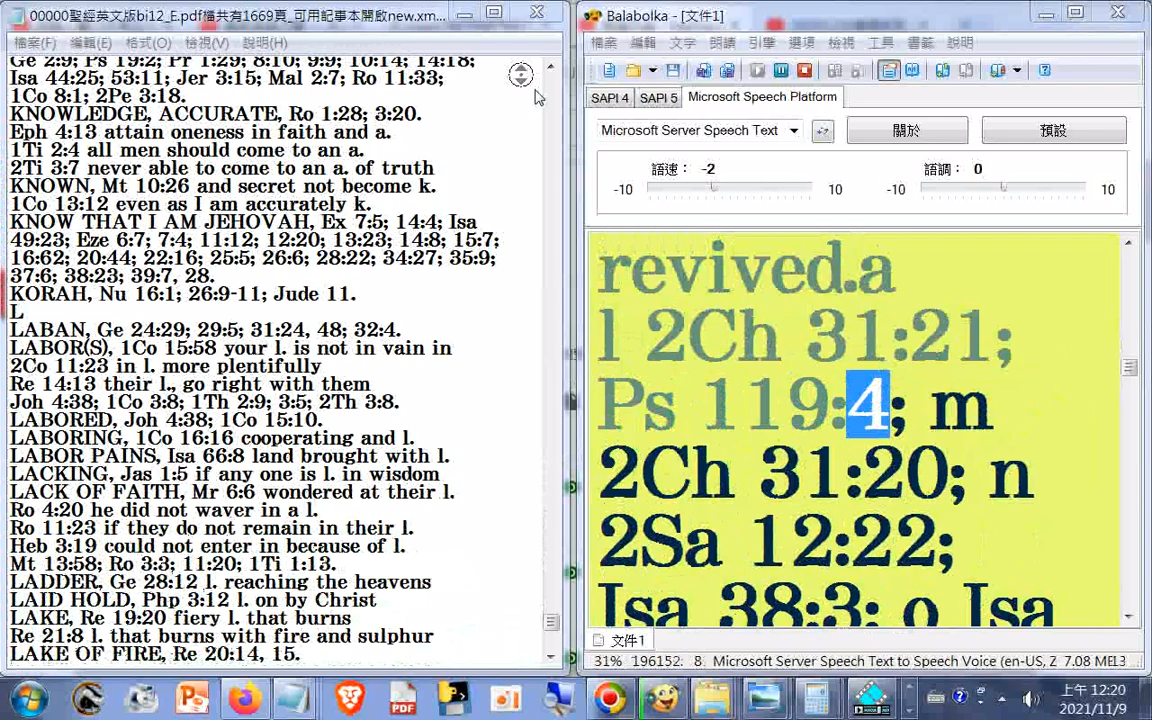 00000聖經英文版bi12_E.pdf檔共有1669頁_可用記事本開啟new.xm...
檔案(F) 編輯(E) 格式(O) 檢視(V) 說明(H)
Ge 2:9; Ps 19:2; Pr 1:29; 8:10; 9:9; 10:14; 14:18;
Isa 44:25; 53:11; Jer 3:15; Mal 2:7; Ro 11:33;
1Co 8:1; 2Pe 3:18.
KNOWLEDGE, ACCURATE, Ro 1:28; 3:20.
Eph 4:13 attain oneness in faith and a.
1Ti 2:4 all men should come to an a.
2Ti 3:7 never able to come to an a. of truth
KNOWN, Mt 10:26 and secret not become k.
1Co 13:12 even as I am accurately k.
KNOW THAT I AM JEHOVAH, Ex 7:5; 14:4; Isa
49:23; Eze 6:7; 7:4; 11:12; 12:20; 13:23; 14:8; 15:7;
16:62; 20:44; 22:16; 25:5; 26:6; 28:22; 34:27; 35:9;
37:6; 38:23; 39:7, 28.
KORAH, Nu 16:1; 26:9-11; Jude 11.
L
LABAN, Ge 24:29; 29:5; 31:24, 48; 32:4.
LABOR(S), 1Co 15:58 your l. is not in vain in
2Co 11:23 in l. more plentifully
Re 14:13 their l., go right with them
Joh 4:38; 1Co 3:8; 1Th 2:9; 3:5; 2Th 3:8.
LABORED, Joh 4:38; 1Co 15:10.
LABORING, 1Co 16:16 cooperating and l.
LABOR PAINS, Isa 66:8 land brought with l.
LACKING, Jas 1:5 if any one is l. in wisdom
LACK OF FAITH, Mr 6:6 wondered at their l.
Ro 4:20 he did not waver in a l.
Ro 11:23 if they do not remain in their l.
Heb 3:19 could not enter in because of l.
Mt 13:58; Ro 3:3; 11:20; 1Ti 1:13.
LADDER, Ge 28:12 l. reaching the heavens
LAID HOLD, Php 3:12 l. on by Christ
LAKE, Re 19:20 fiery l. that burns
Re 21:8 l. that burns with fire and sulphur
LAKE OF FIRE, Re 20:14, 15.
Balabolka - [文件1]
檔案 編輯 文字 朗讀 引擎 選項 檢視 工具 書籤 說明
SAPI 4 SAPI 5 Microsoft Speech Platform
Microsoft Server Speech Text 關於 預設
語速: -2 語調: 0
-10 10 -10 10
revived.a
l 2Ch 31:21;
Ps 119:4; m
2Ch 31:20; n
2Sa 12:22;
Isa 38:3; o Isa
文件1
31% 196152: 8. Microsoft Server Speech Text to Speech Voice (en-US, Z 7.08 ME
上午 12:20
2021/11/9